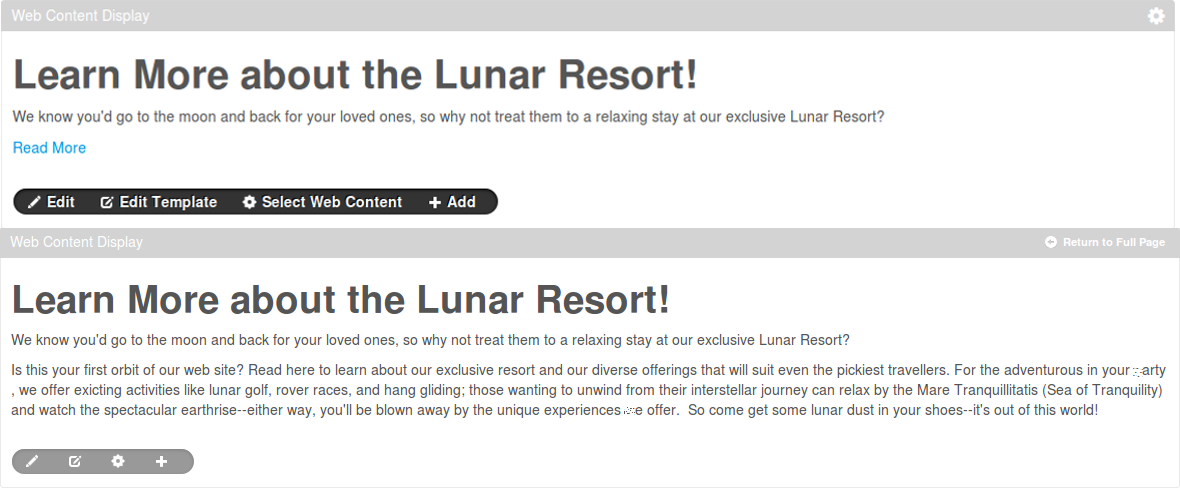 Web Content Display
Learn More about the Lunar Resort!
We know you'd go to the moon and back for your loved ones, so why not treat them to a relaxing stay at our exclusive Lunar Resort?
Read More
Edit Edit Template Select Web Content Add
Web Content Display Return to Full Page
Learn More about the Lunar Resort!
We know you'd go to the moon and back for your loved ones, so why not treat them to a relaxing stay at our exclusive Lunar Resort?
Is this your first orbit of our web site? Read here to learn about our exclusive resort and our diverse offerings that will suit even the pickiest travellers. For the adventurous in your
, we offer exicting activities like lunar golf, rover races, and hang gliding; those wanting to unwind from their interstellar journey can relax by the Mare Tranquillitatis (Sea of Tranquility)
and watch the spectacular earthrise--either way, you'll be blown away by the unique experiences offer. So come get some lunar dust in your shoes--it's out of this world!